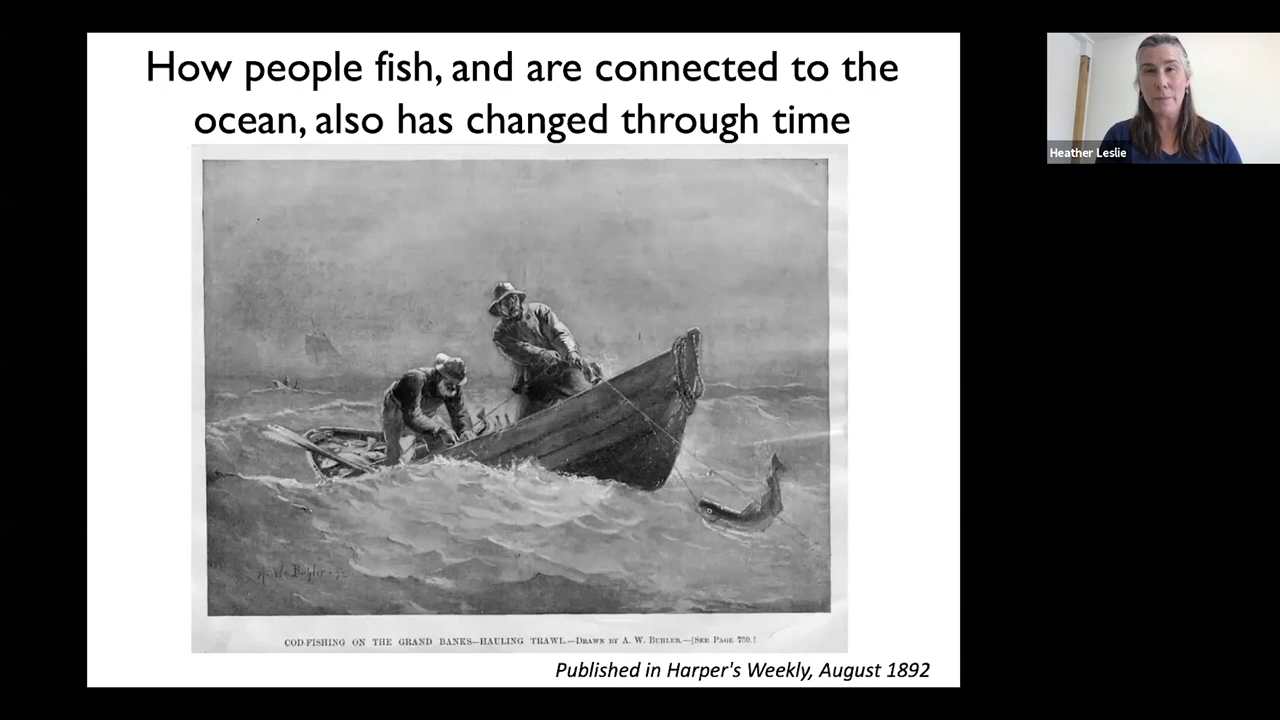 How people fish, and are connected to the
ocean, also has changed through time
Heather Leslie
COD-FISHING ON THE GRAND BANKS—HAULING TRAWL.—Drawn by A. W. Buhler.—[See Page 750.]
Published in Harper's Weekly, August 1892